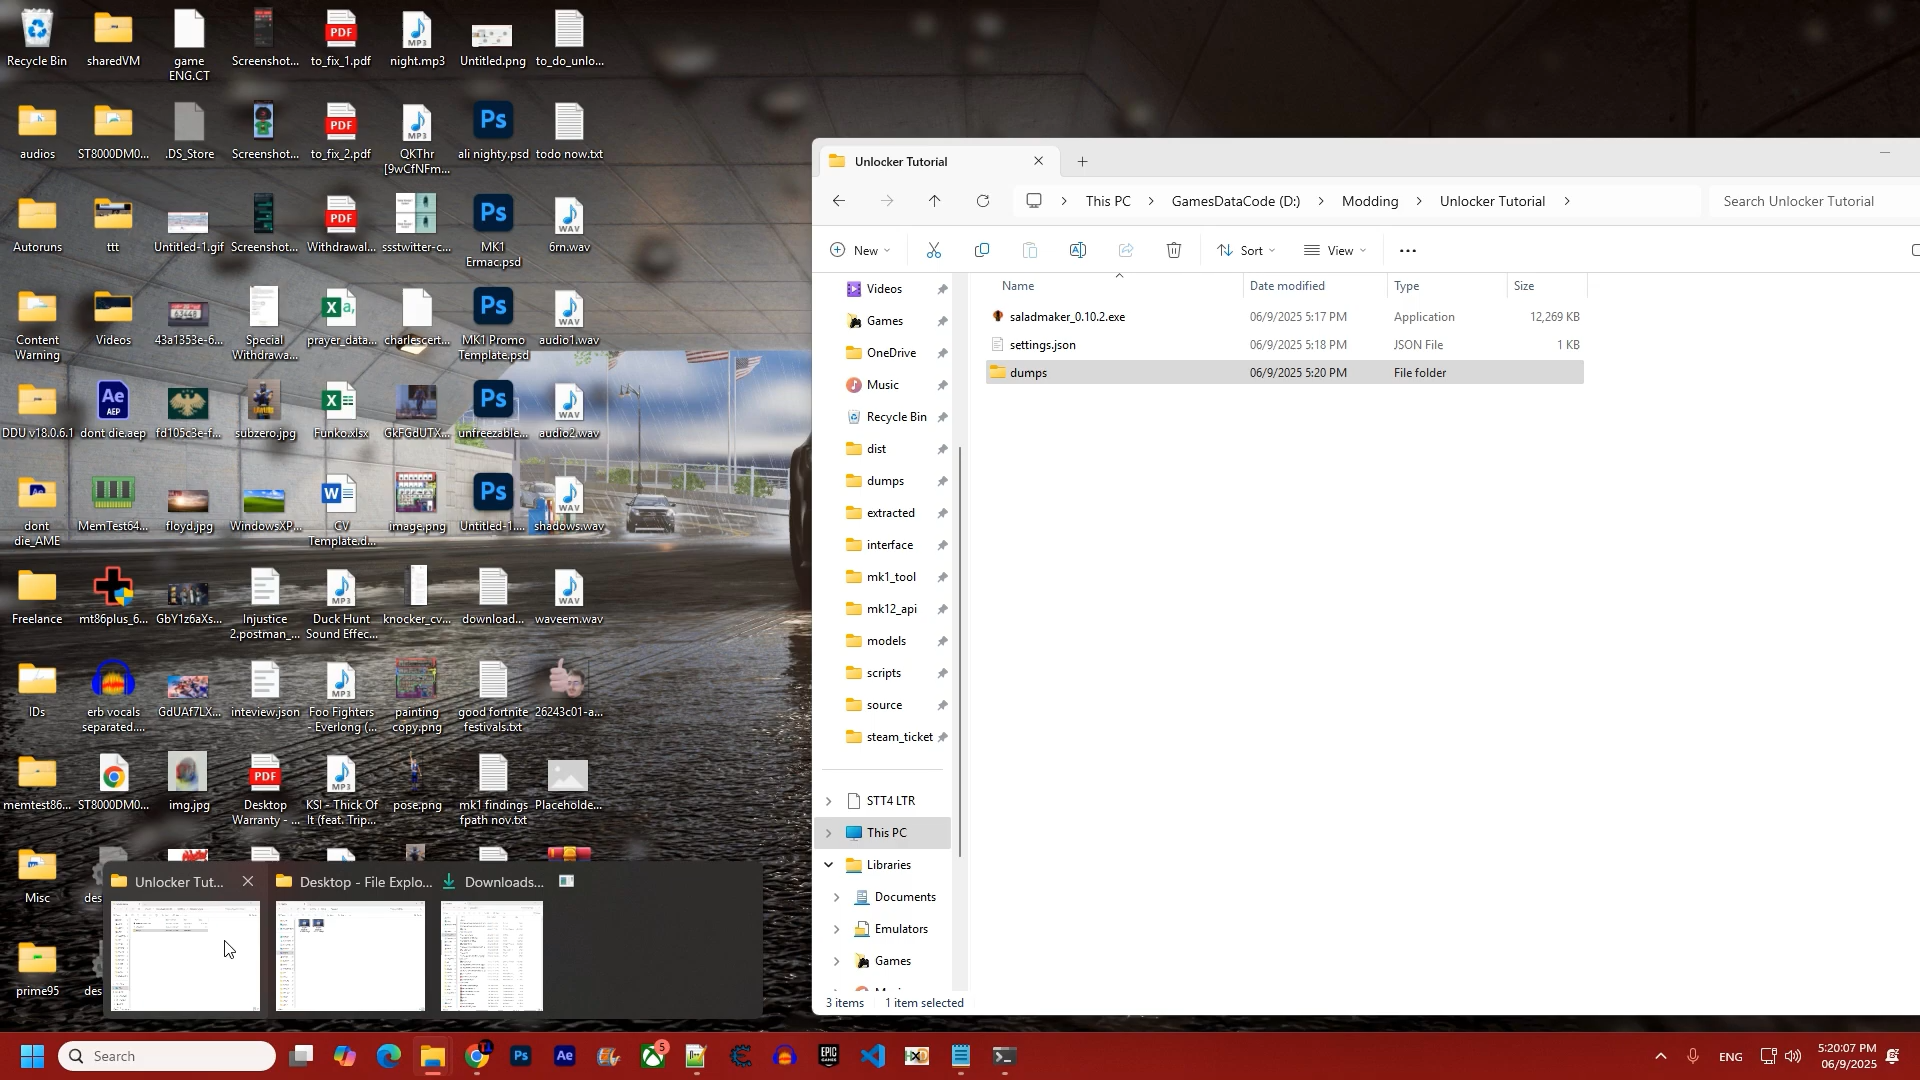 Recycle Bin
sharedVM
game
ENG.CT
Screenshot...
to_fix_1.pdf
night.mp3
Untitled.png
to_do_unlo...
audios
ST8000DM0...
.DS_Store
Screenshot...
to_fix_2.pdf
QKThr
[9wCfNFm...
ali nighty.psd
todo now.txt
Autoruns
ttt
Untitled-1.gif
Screenshot...
Withdrawal...
ssstwitter-c...
MK1
Ermac.psd
6rn.wav
Content
Warning
Videos
43a1353e-6...
Special
Withdrawa...
prayer_data...
charlescert...
MK1 Promo
Template.psd
audio1.wav
DDU v18.0.6.1
dont die.aep
fd105c3e-f...
subzero.jpg
Funko.xlsx
GkFGdUTX...
unfreezable...
audio2.wav
dont
die_AME
MemTest64...
floyd.jpg
WindowsXP...
CV
Template.d...
image.png
Untitled-1....
shadows.wav
Freelance
mt86plus_6...
GbY1z6aXs...
Injustice
2.postman_...
Duck Hunt
Sound Effec...
knocker_cv...
download...
waveem.wav
IDs
erb vocals
separated....
GdUAf7LX...
inteview.json
Foo Fighters
- Everlong (...
painting
copy.png
good fortnite
festivals.txt
26243c01-a...
memtest86...
ST8000DM0...
img.jpg
Desktop
Warranty - ...
KSI - Thick Of
It (feat. Trip...
pose.png
mk1 findings
fpath nov.txt
Placeholde...
Misc
des
prime95
des
Unlocker Tut...
Desktop - File Explo...
Downloads...
Unlocker Tutorial
This PC > GamesDataCode (D:) > Modding > Unlocker Tutorial >
Search Unlocker Tutorial
New
Sort
View
Name Date modified Type Size
saladmaker_0.10.2.exe 06/9/2025 5:17 PM Application 12,269 KB
settings.json 06/9/2025 5:18 PM JSON File 1 KB
dumps 06/9/2025 5:20 PM File folder
Videos
Games
OneDrive
Music
Recycle Bin
dist
dumps
extracted
interface
mk1_tool
mk12_api
models
scripts
source
steam_ticket
STT4 LTR
This PC
Libraries
Documents
Emulators
Games
3 items 1 item selected
Search
5
ENG
5:20:07 PM
06/9/2025